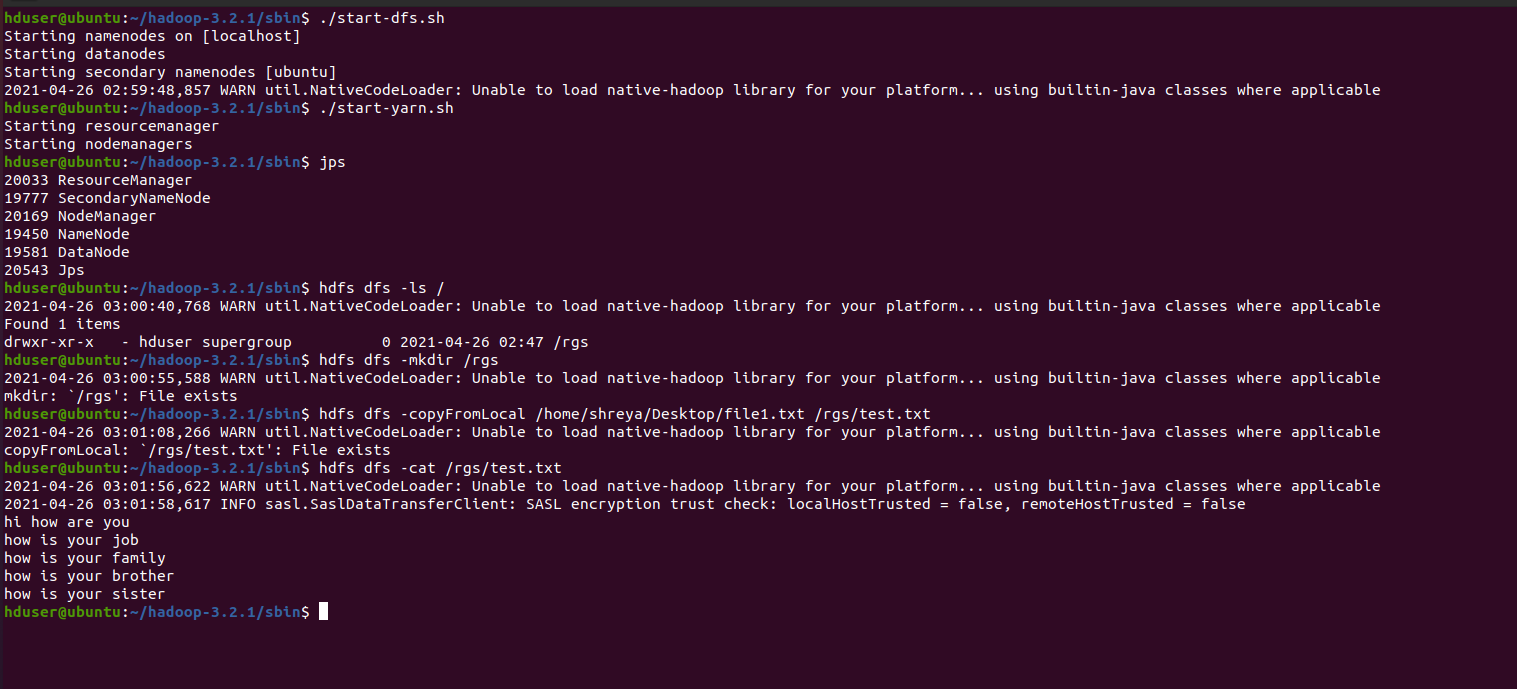 hduser@ubuntu:~/hadoop-3.2.1/sbin$ ./start-dfs.sh
Starting namenodes on [localhost]
Starting datanodes
Starting secondary namenodes [ubuntu]
2021-04-26 02:59:48,857 WARN util.NativeCodeLoader: Unable to load native-hadoop library for your platform... using builtin-java classes where applicable
hduser@ubuntu:~/hadoop-3.2.1/sbin$ ./start-yarn.sh
Starting resourcemanager
Starting nodemanagers
hduser@ubuntu:~/hadoop-3.2.1/sbin$ jps
20033 ResourceManager
19777 SecondaryNameNode
20169 NodeManager
19450 NameNode
19581 DataNode
20543 Jps
hduser@ubuntu:~/hadoop-3.2.1/sbin$ hdfs dfs -ls /
2021-04-26 03:00:40,768 WARN util.NativeCodeLoader: Unable to load native-hadoop library for your platform... using builtin-java classes where applicable
Found 1 items
drwxr-xr-x   - hduser supergroup          0 2021-04-26 02:47 /rgs
hduser@ubuntu:~/hadoop-3.2.1/sbin$ hdfs dfs -mkdir /rgs
2021-04-26 03:00:55,588 WARN util.NativeCodeLoader: Unable to load native-hadoop library for your platform... using builtin-java classes where applicable
mkdir: `/rgs': File exists
hduser@ubuntu:~/hadoop-3.2.1/sbin$ hdfs dfs -copyFromLocal /home/shreya/Desktop/file1.txt /rgs/test.txt
2021-04-26 03:01:08,266 WARN util.NativeCodeLoader: Unable to load native-hadoop library for your platform... using builtin-java classes where applicable
copyFromLocal: `/rgs/test.txt': File exists
hduser@ubuntu:~/hadoop-3.2.1/sbin$ hdfs dfs -cat /rgs/test.txt
2021-04-26 03:01:56,622 WARN util.NativeCodeLoader: Unable to load native-hadoop library for your platform... using builtin-java classes where applicable
2021-04-26 03:01:58,617 INFO sasl.SaslDataTransferClient: SASL encryption trust check: localHostTrusted = false, remoteHostTrusted = false
hi how are you
how is your job
how is your family
how is your brother
how is your sister
hduser@ubuntu:~/hadoop-3.2.1/sbin$